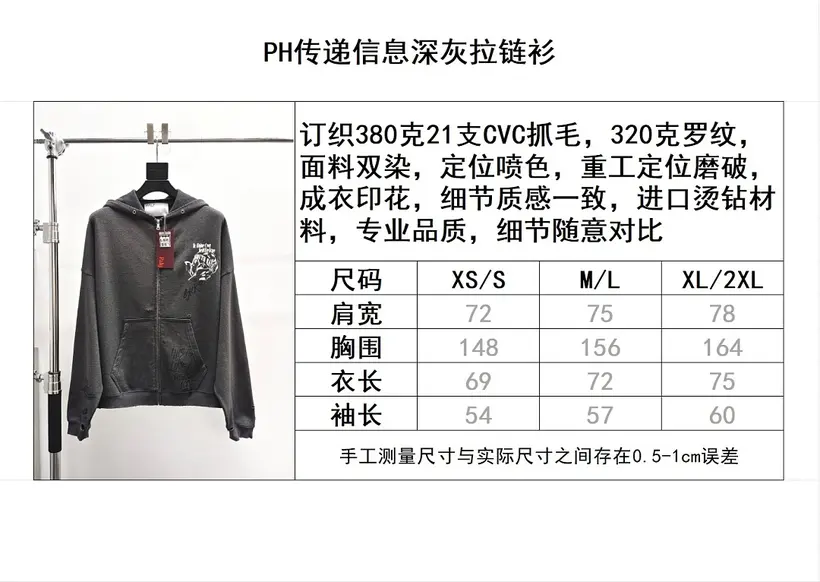 PH传递信息深灰拉链衫
订织380克21支CVC抓毛，320克罗纹，
面料双染，定位喷色，重工定位磨破，
成衣印花，细节质感一致，进口烫钻材
料，专业品质，细节随意对比
尺码 XS/S M/L XL/2XL
肩宽 72 75 78
胸围 148 156 164
衣长 69 72 75
袖长 54 57 60
手工测量尺寸与实际尺寸之间存在0.5-1cm误差